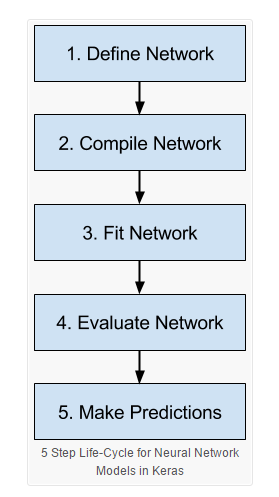 1. Define Network
2. Compile Network
3. Fit Network
4. Evaluate Network
5. Make Predictions
5 Step Life-Cycle for Neural Network
Models in Keras